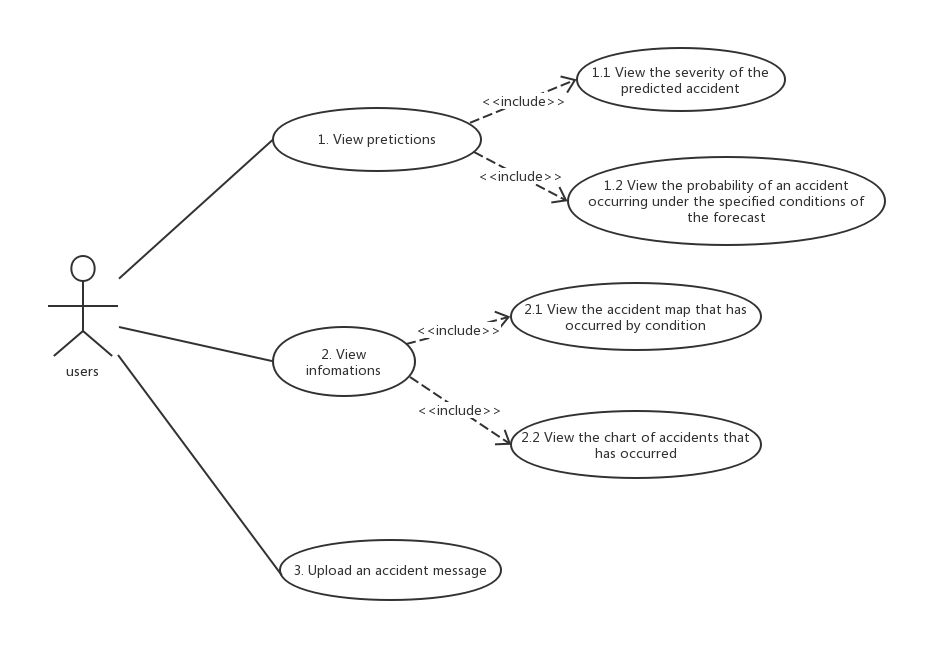 1.1 View the severity of the
predicted accident
<<include>>
1. View pretictions
<<include>>
1.2 View the probability of an accident
occurring under the specified conditions of
the forecast
users
2.1 View the accident map that has
occurred by condition
<<include>>
2. View
infomations
<<include>>
2.2 View the chart of accidents that
has occurred
3. Upload an accident message